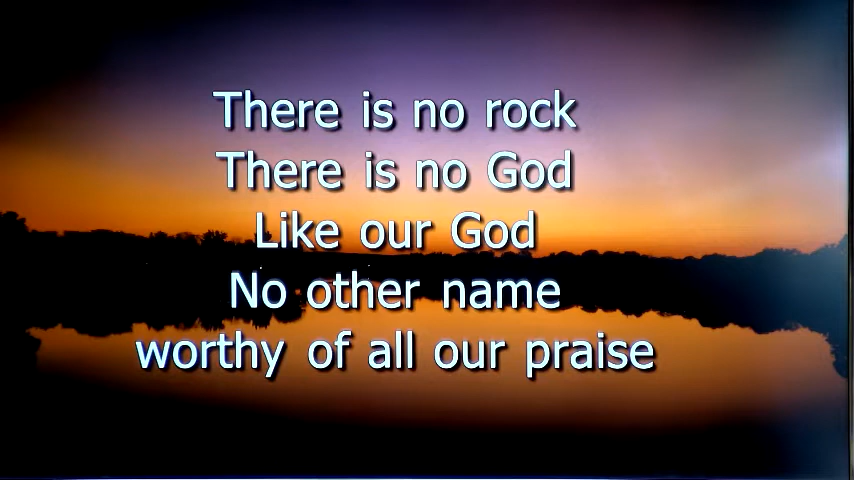 There is no rock
There is no God
Like our God
No other name
worthy of all our praise